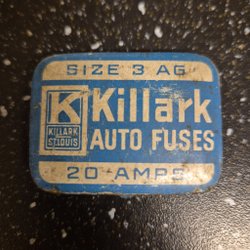 SIZE 3 AG
K
KILLARK
ST.LOUIS
Killark
AUTO FUSES
20 AMPS